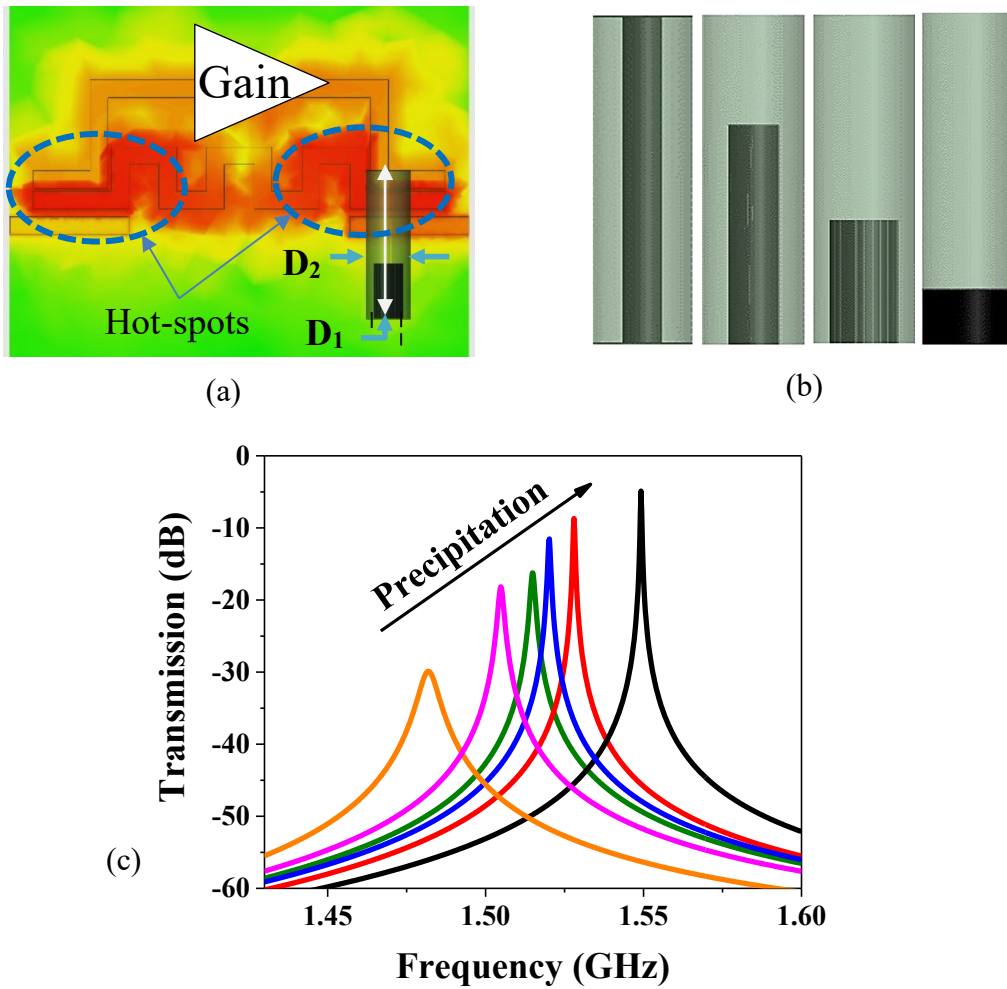 Gain
D₂
Hot-spots
D₁
(a)
(b)
0
-10
-20
-30
-40
-50
-60
Transmission (dB)
Precipitation
(c)
1.45
1.50
1.55
1.60
Frequency (GHz)